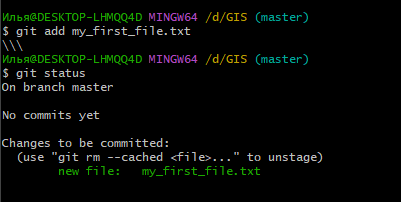 Илья@DESKTOP-LHMQQ4D MINGW64 /d/GIS (master)
$ git add my_first_file.txt
\\\
Илья@DESKTOP-LHMQQ4D MINGW64 /d/GIS (master)
$ git status
On branch master
No commits yet
Changes to be committed:
  (use "git rm --cached <file>..." to unstage)
        new file:   my_first_file.txt